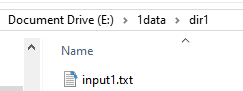 Document Drive (E:) > 1data > dir1
Name
input1.txt